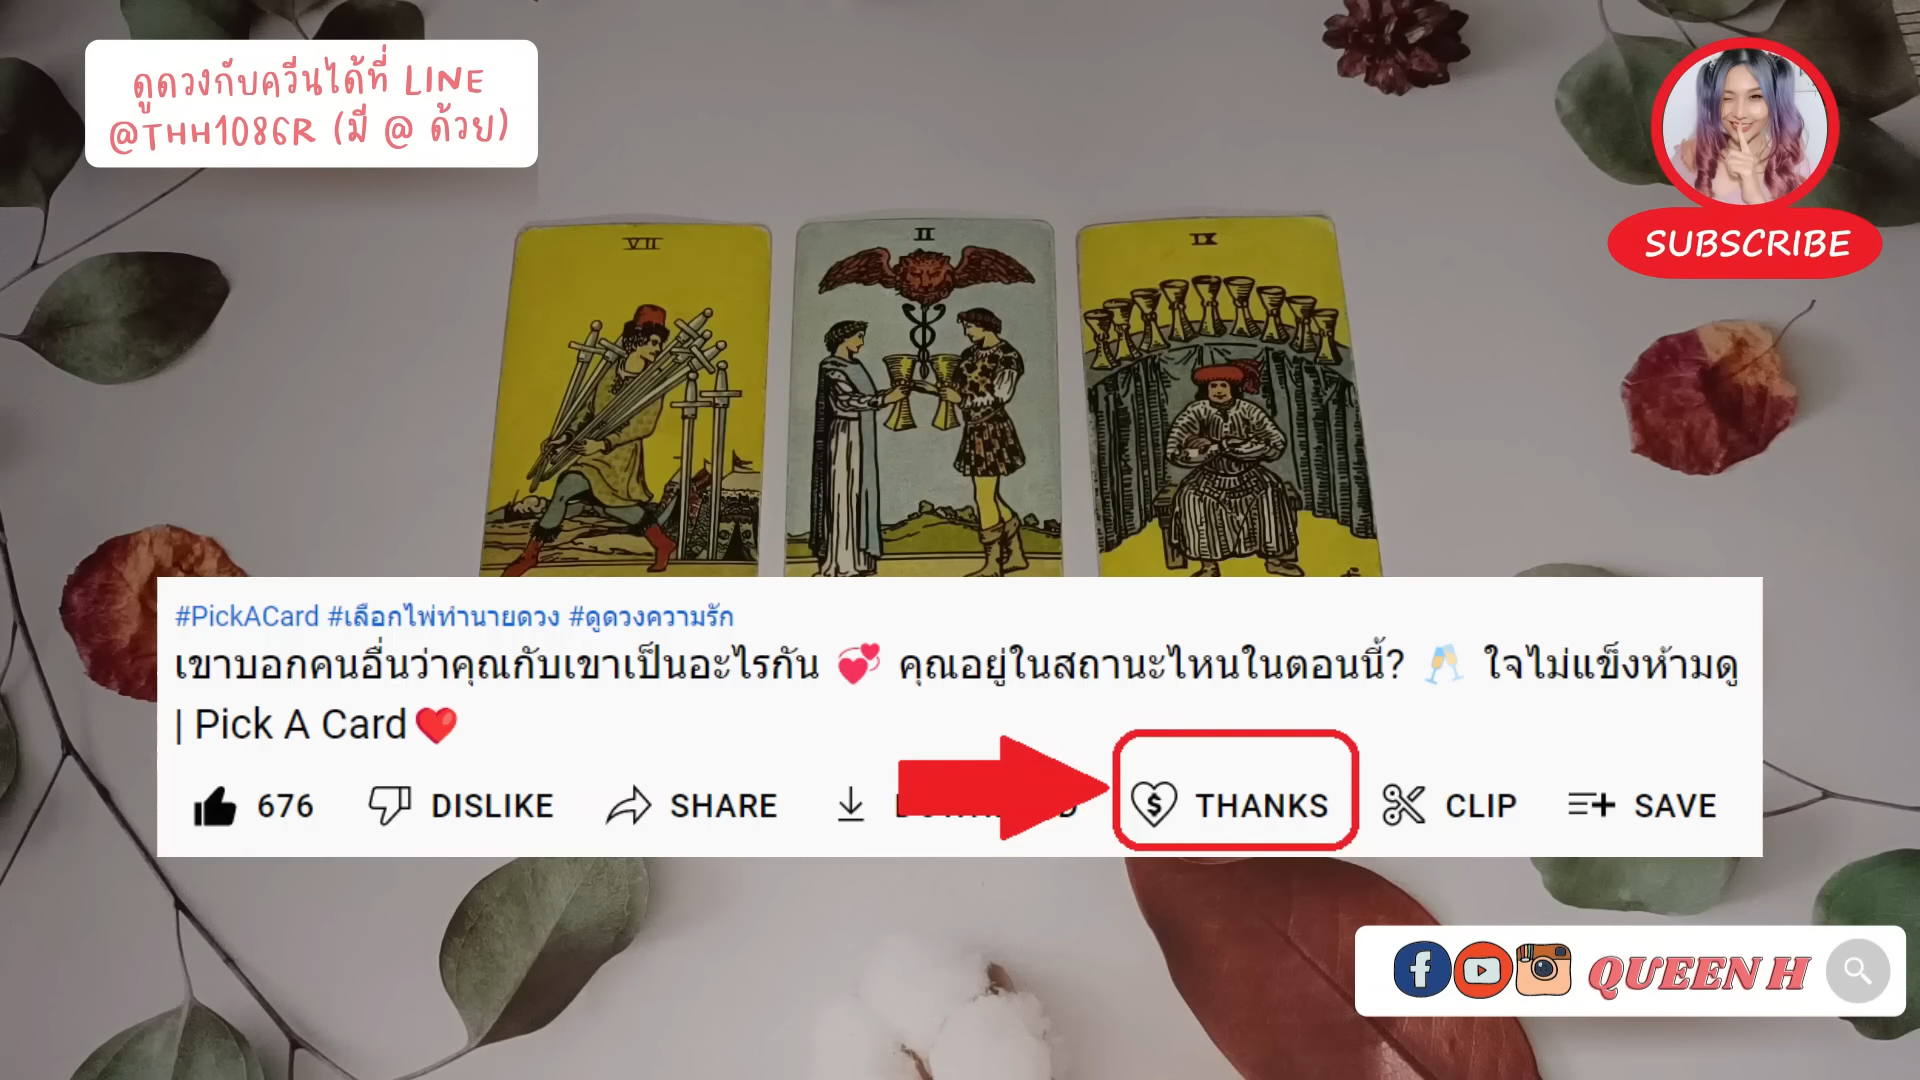 ดูดวงกับควีนได้ที่ LINE
@THH1086R (มี @ ด้วย)
SUBSCRIBE
VII
II
IX
#PickACard #เลือกไพ่ทำนายดวง #ดูดวงความรัก
เขาบอกคนอื่นว่าคุณกับเขาเป็นอะไรกัน 💞 คุณอยู่ในสถานะไหนในตอนนี้? 🥂 ใจไม่แข็งห้ามดู
| Pick A Card❤️
676 DISLIKE SHARE THANKS CLIP SAVE
QUEEN H